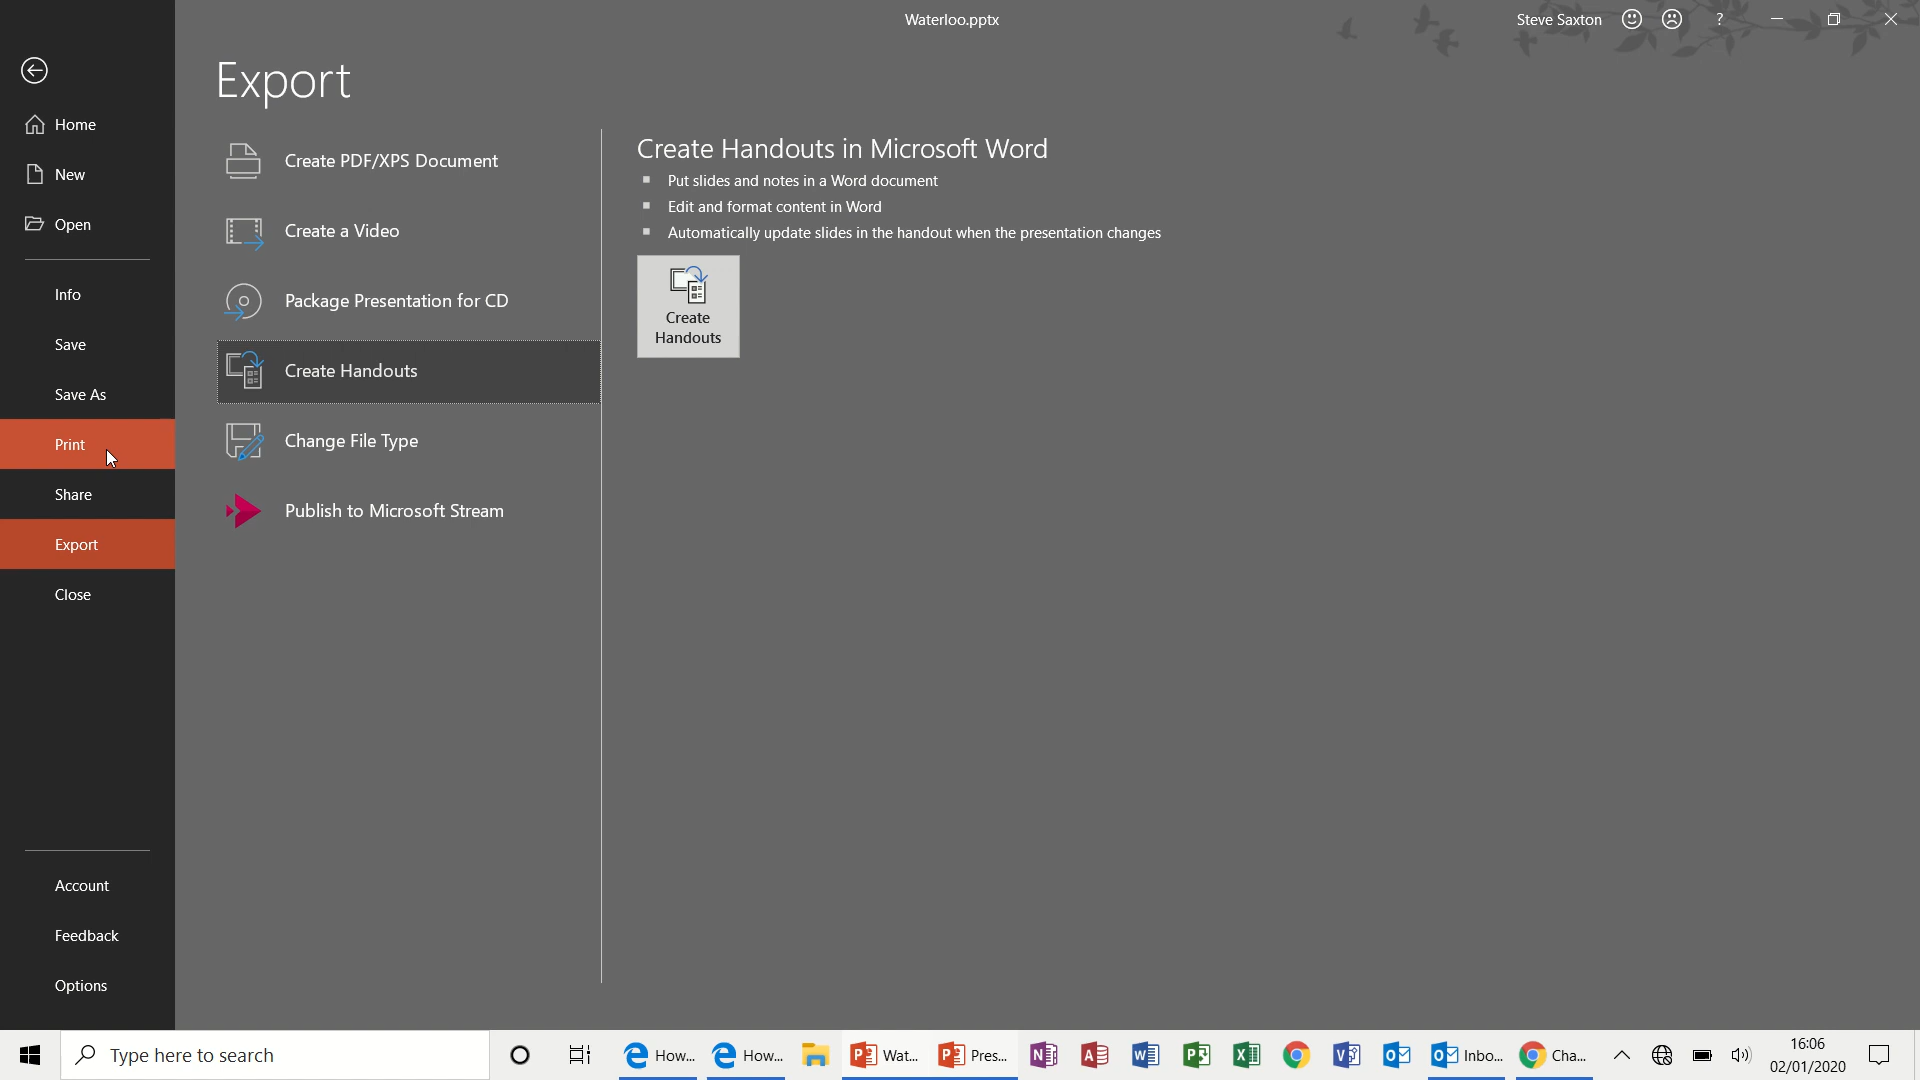 Waterloo.pptx
Steve Saxton
?
Export
Home
New
Open
Info
Save
Save As
Print
Share
Export
Close
Account
Feedback
Options
Create PDF/XPS Document
Create a Video
Package Presentation for CD
Create Handouts
Change File Type
Publish to Microsoft Stream
Create Handouts in Microsoft Word
Put slides and notes in a Word document
Edit and format content in Word
Automatically update slides in the handout when the presentation changes
Create
Handouts
Type here to search
How...
How...
Wat...
Pres...
Inbo...
Cha...
16:06
02/01/2020